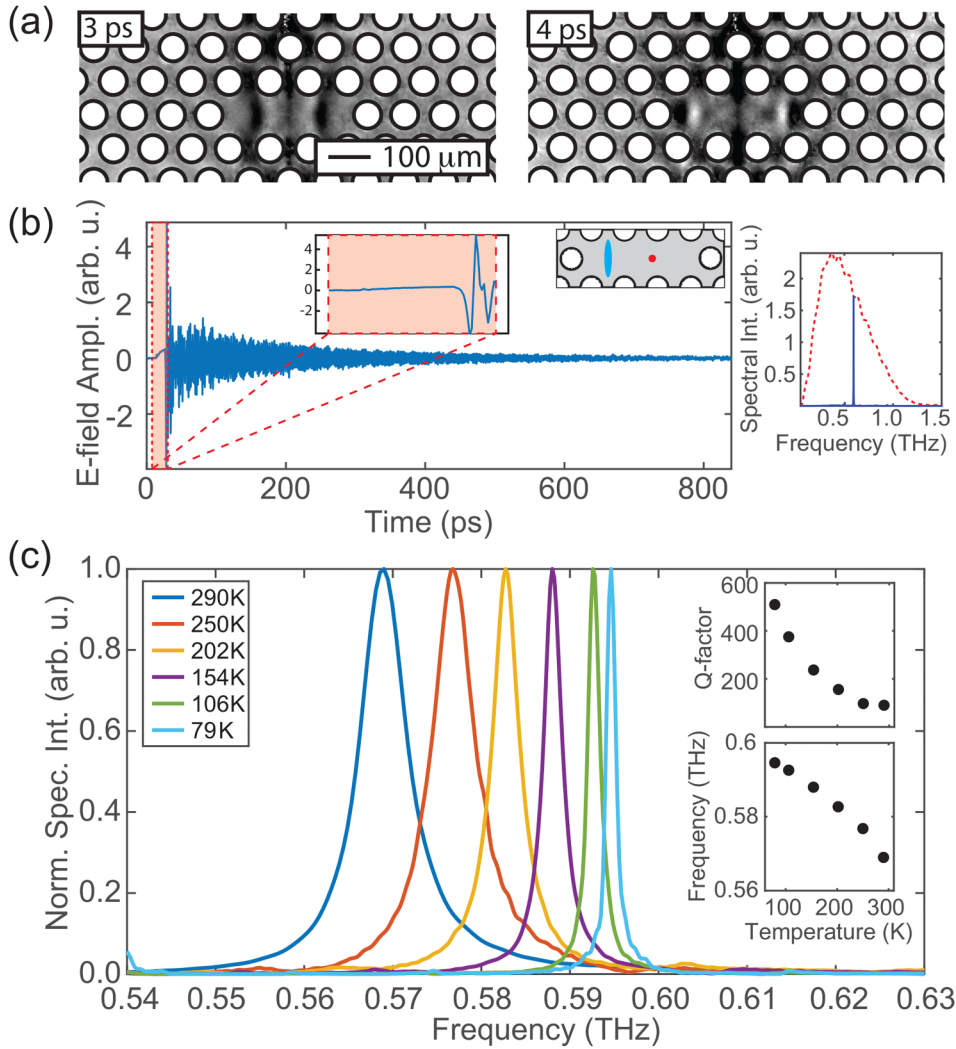 (a)
3 ps
4 ps
100 μm
(b)
E-field Ampl. (arb. u.)
4
2
0
-2
4
2
0
-2
0
200
400
600
800
Time (ps)
Spectral Int. (arb. u.)
2
1.5
1
0.5
0.5
1.0
1.5
Frequency (THz)
(c)
Norm. Spec. Int. (arb. u.)
1.0
0.8
0.6
0.4
0.2
0.0
290K
250K
202K
154K
106K
79K
Q-factor
600
400
200
Frequency (THz)
0.6
0.58
0.56
100
200
300
Temperature (K)
0.54
0.55
0.56
0.57
0.58
0.59
0.60
0.61
0.62
0.63
Frequency (THz)